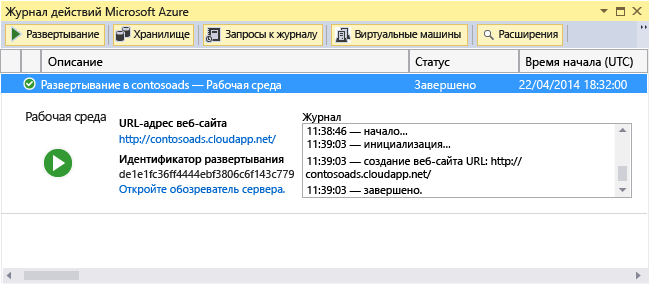 Журнал действий Microsoft Azure
Развертывание Хранилище Запросы к журналу Виртуальные машины Расширения
Описание Статус Время начала (UTC)
Развертывание в contosoads — Рабочая среда Завершено 22/04/2014 18:32:00
Рабочая среда
URL-адрес веб-сайта
http://contosoads.cloudapp.net/
Идентификатор развертывания
de1e1fc36ff4444ebf3806c6f143c779
Откройте обозреватель сервера.
Журнал
11:38:46 — начало...
11:39:03 — инициализация...
11:39:03 — создание веб-сайта URL: http://
contosoads.cloudapp.net/
11:39:03 — завершено.